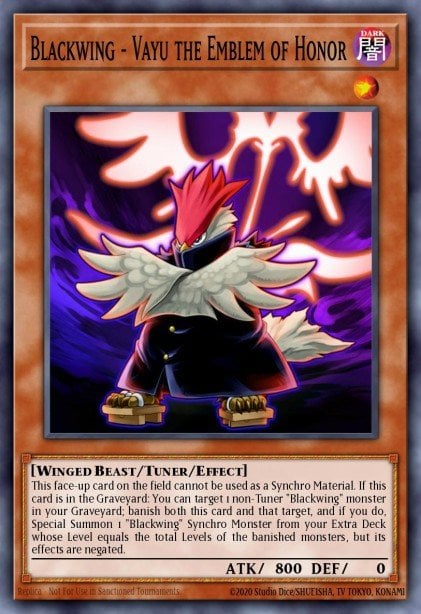 Blackwing - Vayu the Emblem of Honor
DARK
闇
[Winged Beast/Tuner/Effect]
This face-up card on the field cannot be used as a Synchro Material. If this
card is in the Graveyard: You can target 1 non-Tuner "Blackwing" monster
in your Graveyard; banish both this card and that target, and if you do,
Special Summon 1 "Blackwing" Synchro Monster from your Extra Deck
whose Level equals the total Levels of the banished monsters, but its
effects are negated.
ATK/ 800 DEF/ 0
Replica - Not For Use in Sanctioned Tournaments
©2020 Studio Dice/SHUEISHA, TV TOKYO, KONAMI